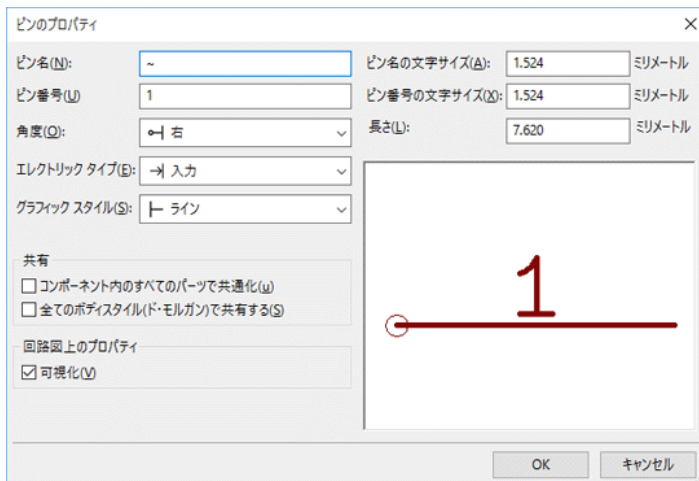 ピンのプロパティ
ピン名(N): ~
ピン番号(U) 1
角度(O): 右
エレクトリック タイプ(E): 入力
グラフィック スタイル(S): ライン
ピン名の文字サイズ(A): 1.524 ミリメートル
ピン番号の文字サイズ(X): 1.524 ミリメートル
長さ(L): 7.620 ミリメートル
共有
コンポーネント内のすべてのパーツで共通化(u)
全てのボディスタイル(ド・モルガン)で共有する(S)
回路図上のプロパティ
可視化(V)
1
OK キャンセル